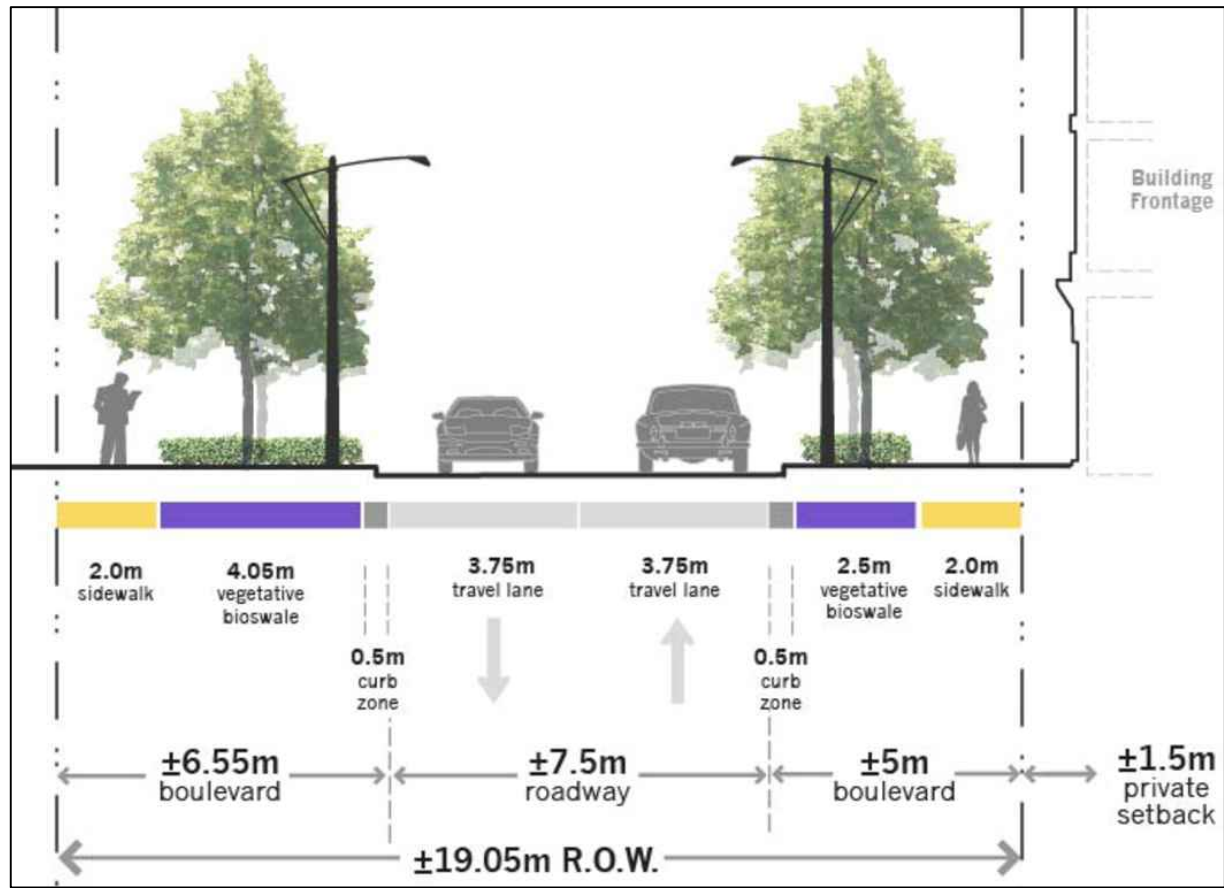 Building
Frontage
2.0m
sidewalk
4.05m
vegetative
bioswale
3.75m
travel lane
3.75m
travel lane
2.5m
vegetative
bioswale
2.0m
sidewalk
0.5m
curb
zone
0.5m
curb
zone
±6.55m
boulevard
±7.5m
roadway
±5m
boulevard
±1.5m
private
setback
±19.05m R.O.W.